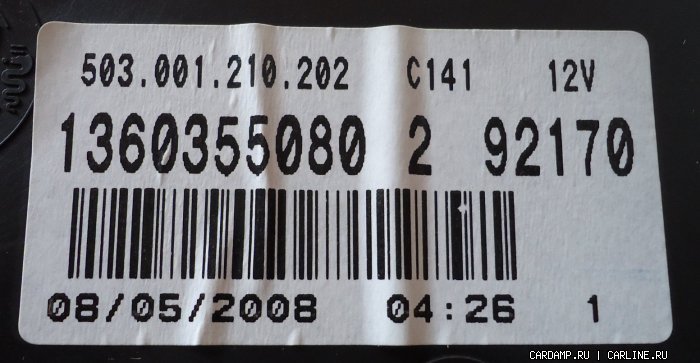 503.001.210.202 C141 12V
1360355080 2 92170
08/05/2008 04:26 1
CARDAMP.RU | CARLINE.RU